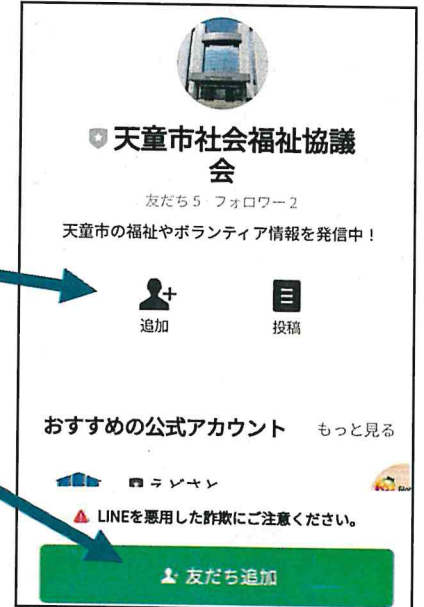 天童市社会福祉協議
会
友だち 5 フォロワー 2
天童市の福祉やボランティア情報を発信中！
追加
投稿
おすすめの公式アカウント もっと見る
LINEを悪用した詐欺にご注意ください。
友だち追加